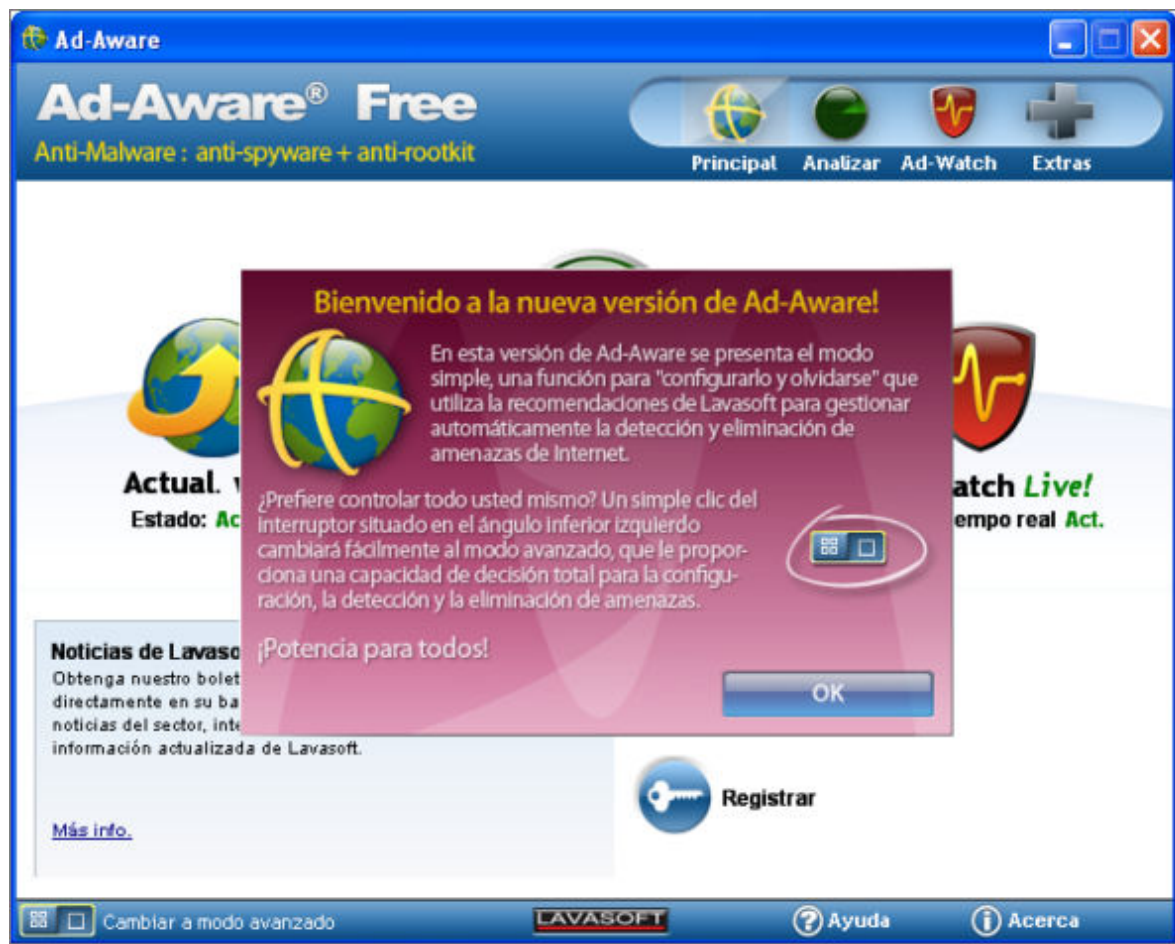 Ad-Aware
Ad-Aware® Free
Anti-Malware : anti-spyware + anti-rootkit
Principal
Analizar
Ad-Watch
Extras
Bienvenido a la nueva versión de Ad-Aware!
En esta versión de Ad-Aware se presenta el modo
simple, una función para "configurarlo y olvidarse" que
utiliza la recomendaciones de Lavasoft para gestionar
automáticamente la detección y eliminación de
amenazas de Internet.
¿Prefiere controlar todo usted mismo? Un simple clic del
interruptor situado en el ángulo inferior izquierdo
cambiará fácilmente al modo avanzado, que le propor-
ciona una capacidad de decisión total para la configu-
ración, la detección y la eliminación de amenazas.
¡Potencia para todos!
OK
Actual.
Estado:
Live!
real Act.
Noticias de
Obtenga nuestro
directamente en su
noticias del sector,
información actualizada de Lavasoft.
Más info.
Registrar
Cambiar a modo avanzado
LAVASOFT
Ayuda
Acerca